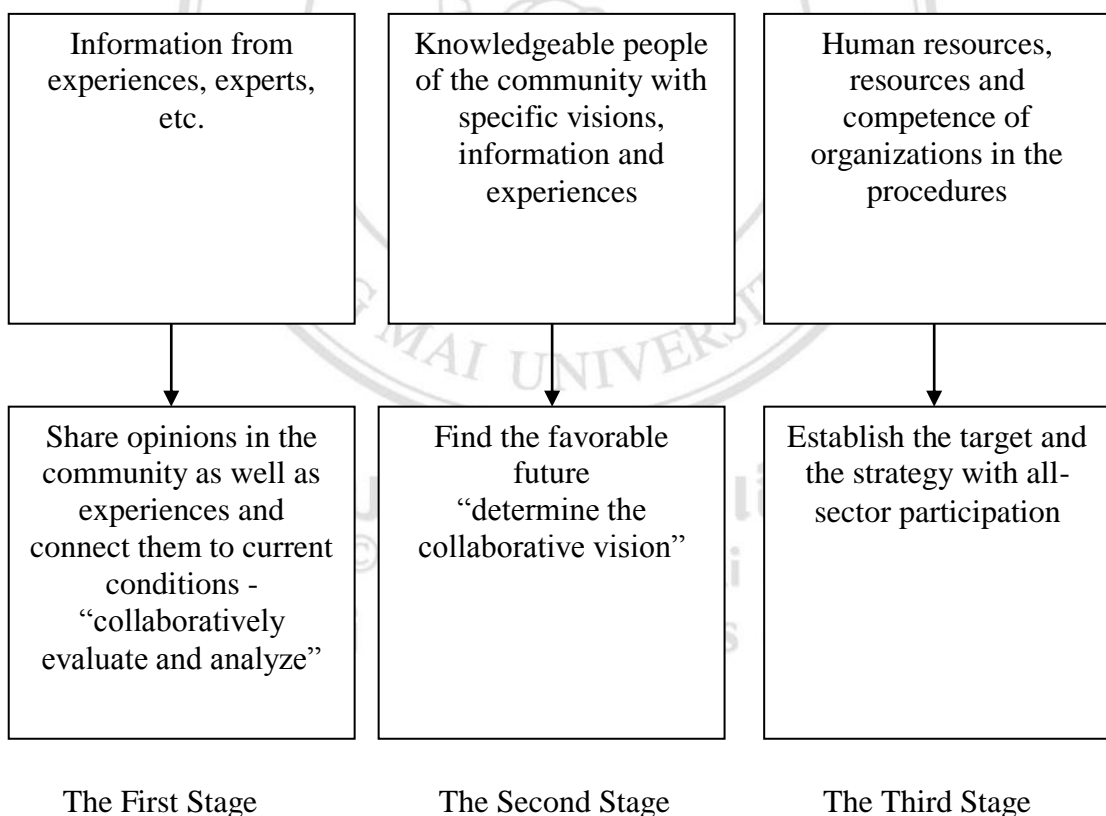 Information from
experiences, experts,
etc.
Knowledgeable people
of the community with
specific visions,
information and
experiences
Human resources,
resources and
competence of
organizations in the
procedures
G MAI UNIVERSIT
Share opinions in the
community as well as
experiences and
connect them to current
conditions -
“collaboratively
evaluate and analyze”
Find the favorable
future
“determine the
collaborative vision”
Establish the target and
the strategy with all-
sector participation
The First Stage
The Second Stage
The Third Stage